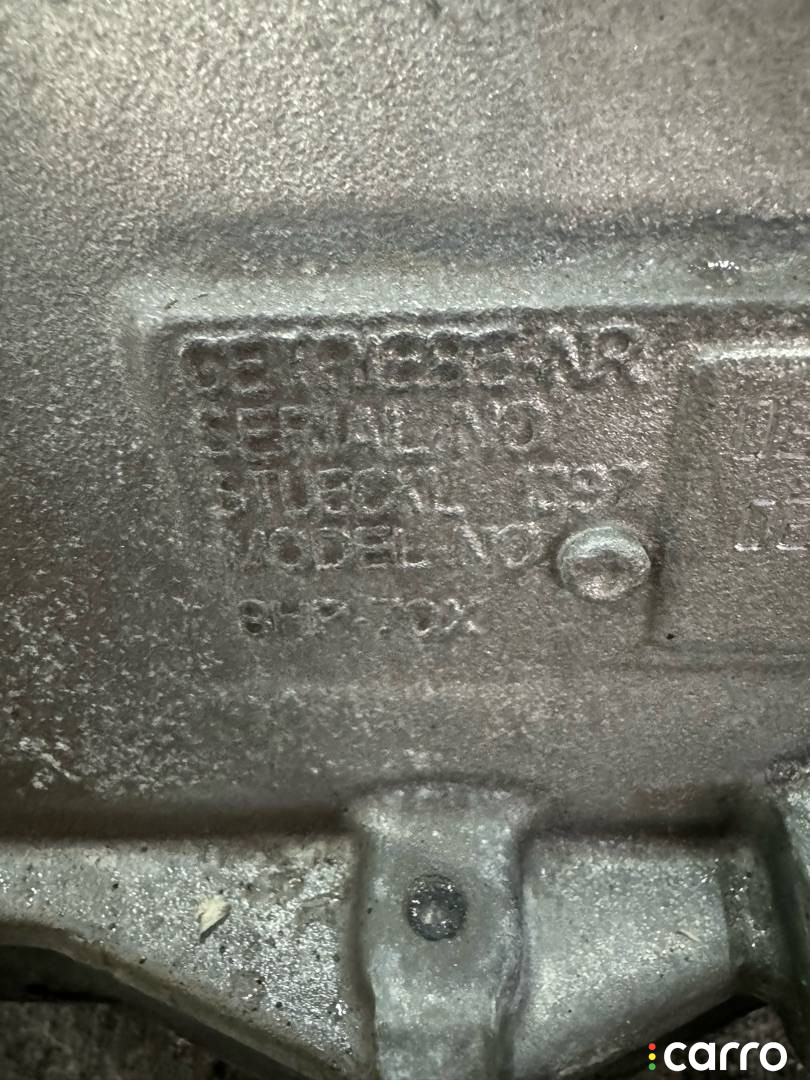 GETRIEBE-NR
SERIAL-NO
STUECKL
MODEL-NO
8HP-70X
carro